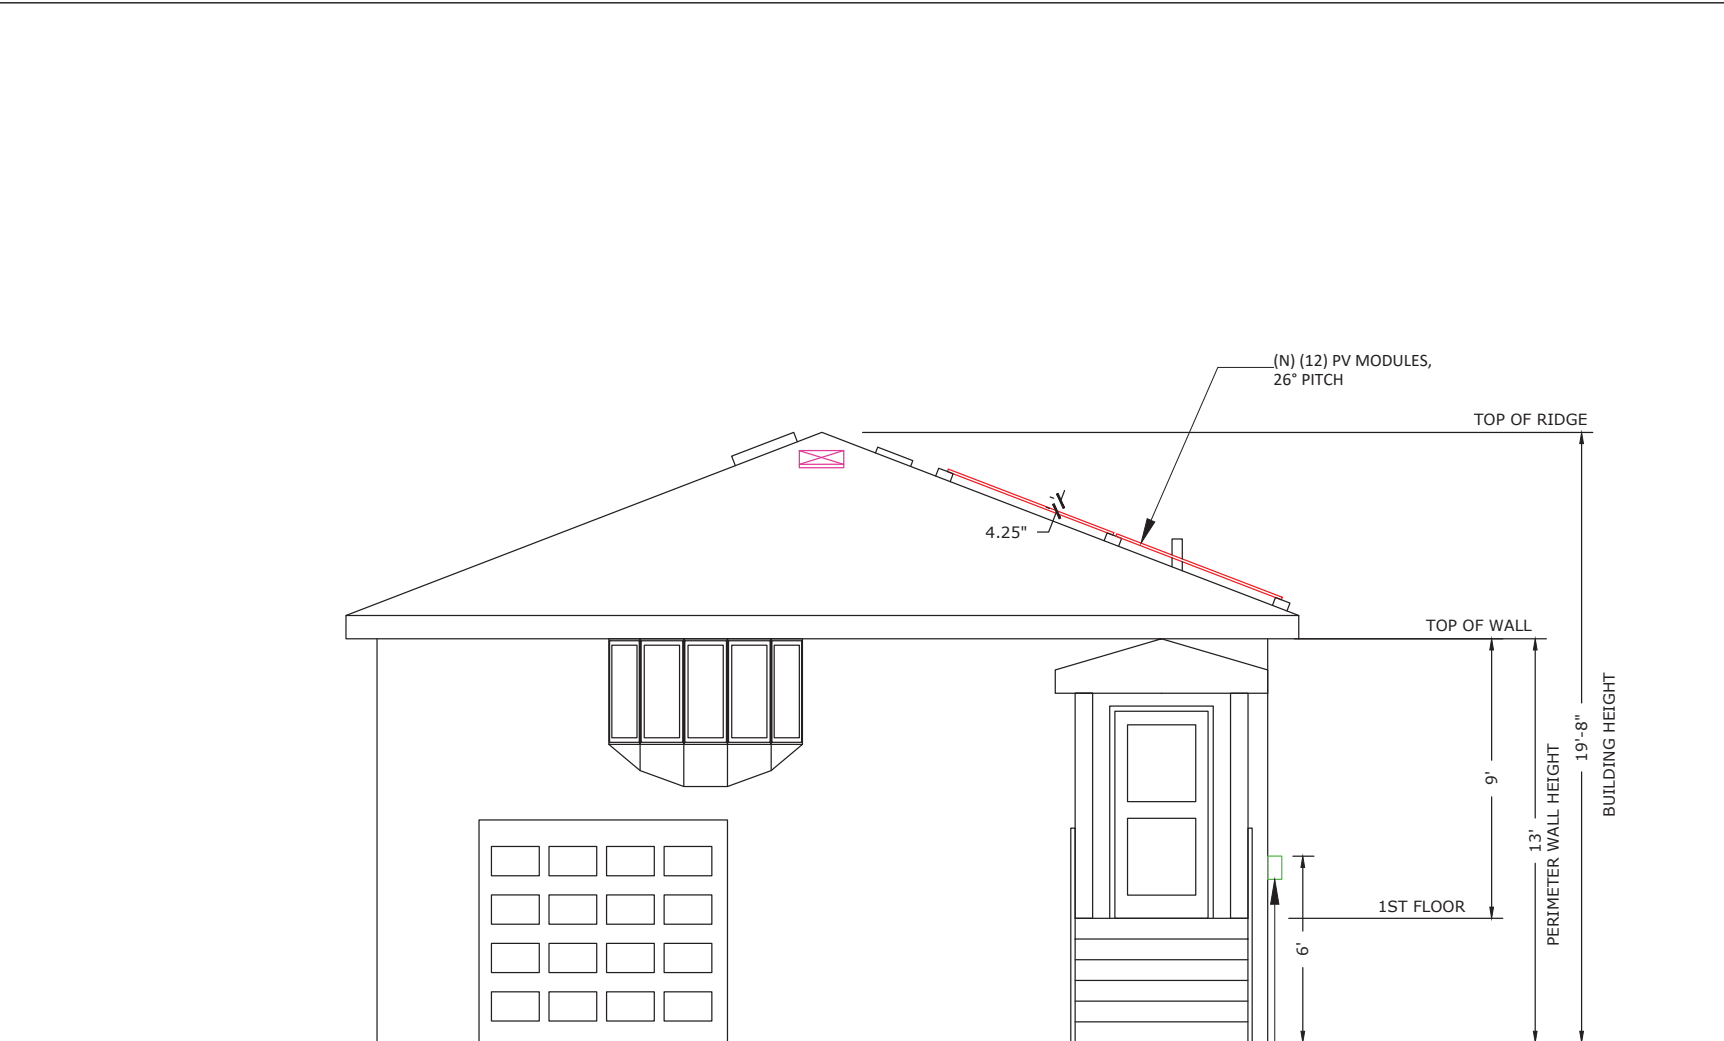 (N) (12) PV MODULES,
26° PITCH
TOP OF RIDGE
4.25"
TOP OF WALL
9'
13'
PERIMETER WALL HEIGHT
19'-8"
BUILDING HEIGHT
1ST FLOOR
6'